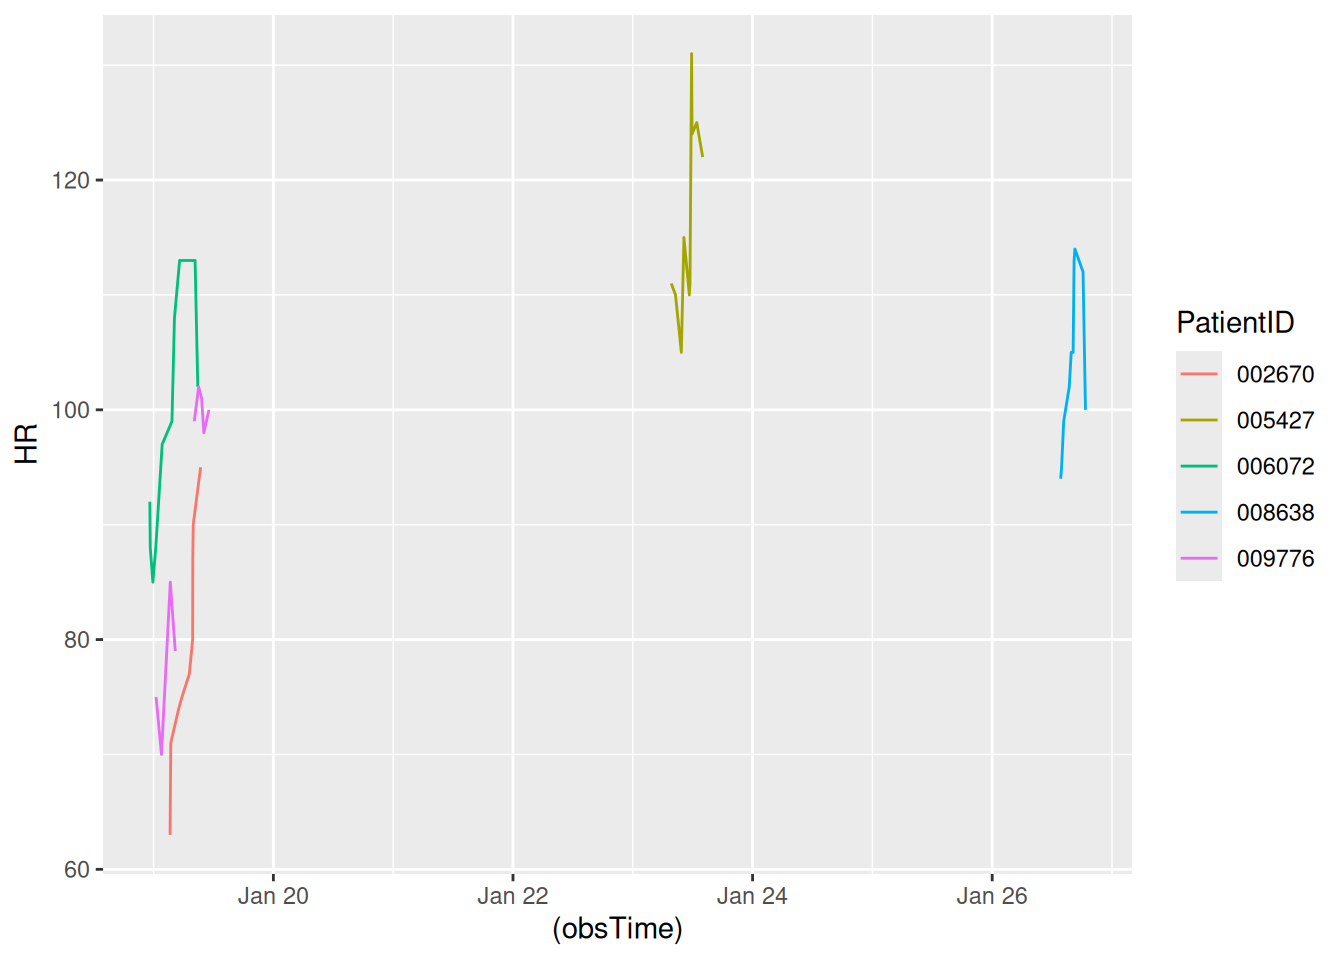 120
100
80
60
HR
Jan 20
Jan 22
Jan 24
Jan 26
(obsTime)
PatientID
002670
005427
006072
008638
009776